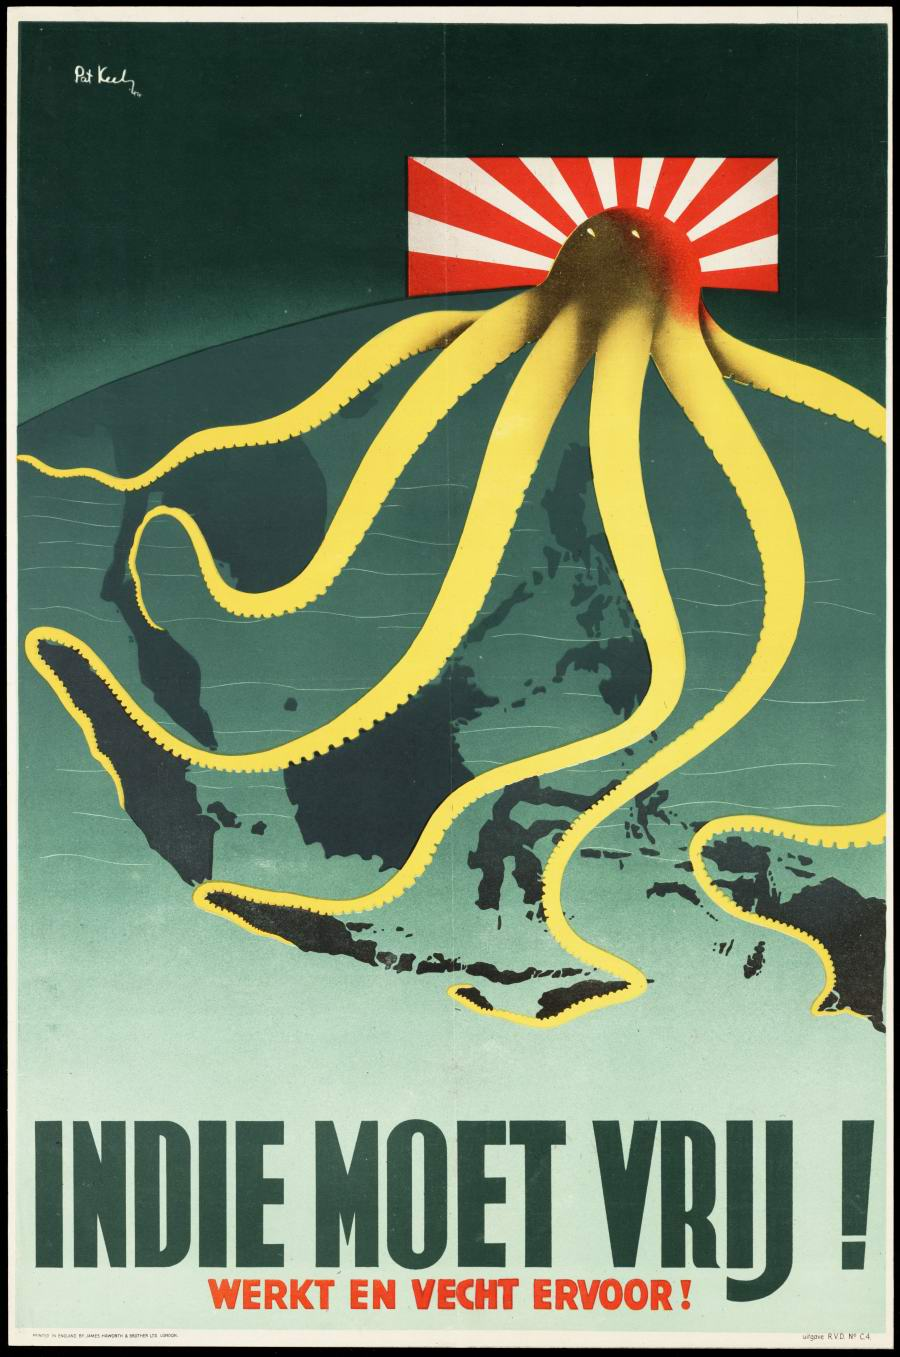 Pat Keely
INDIE MOET VRIJ !
WERKT EN VECHT ERVOOR!
PRINTED IN ENGLAND BY JAMES HAWORTH & BROTHER LTD. LONDON.
uitgave R.V.D. Nº C.4.